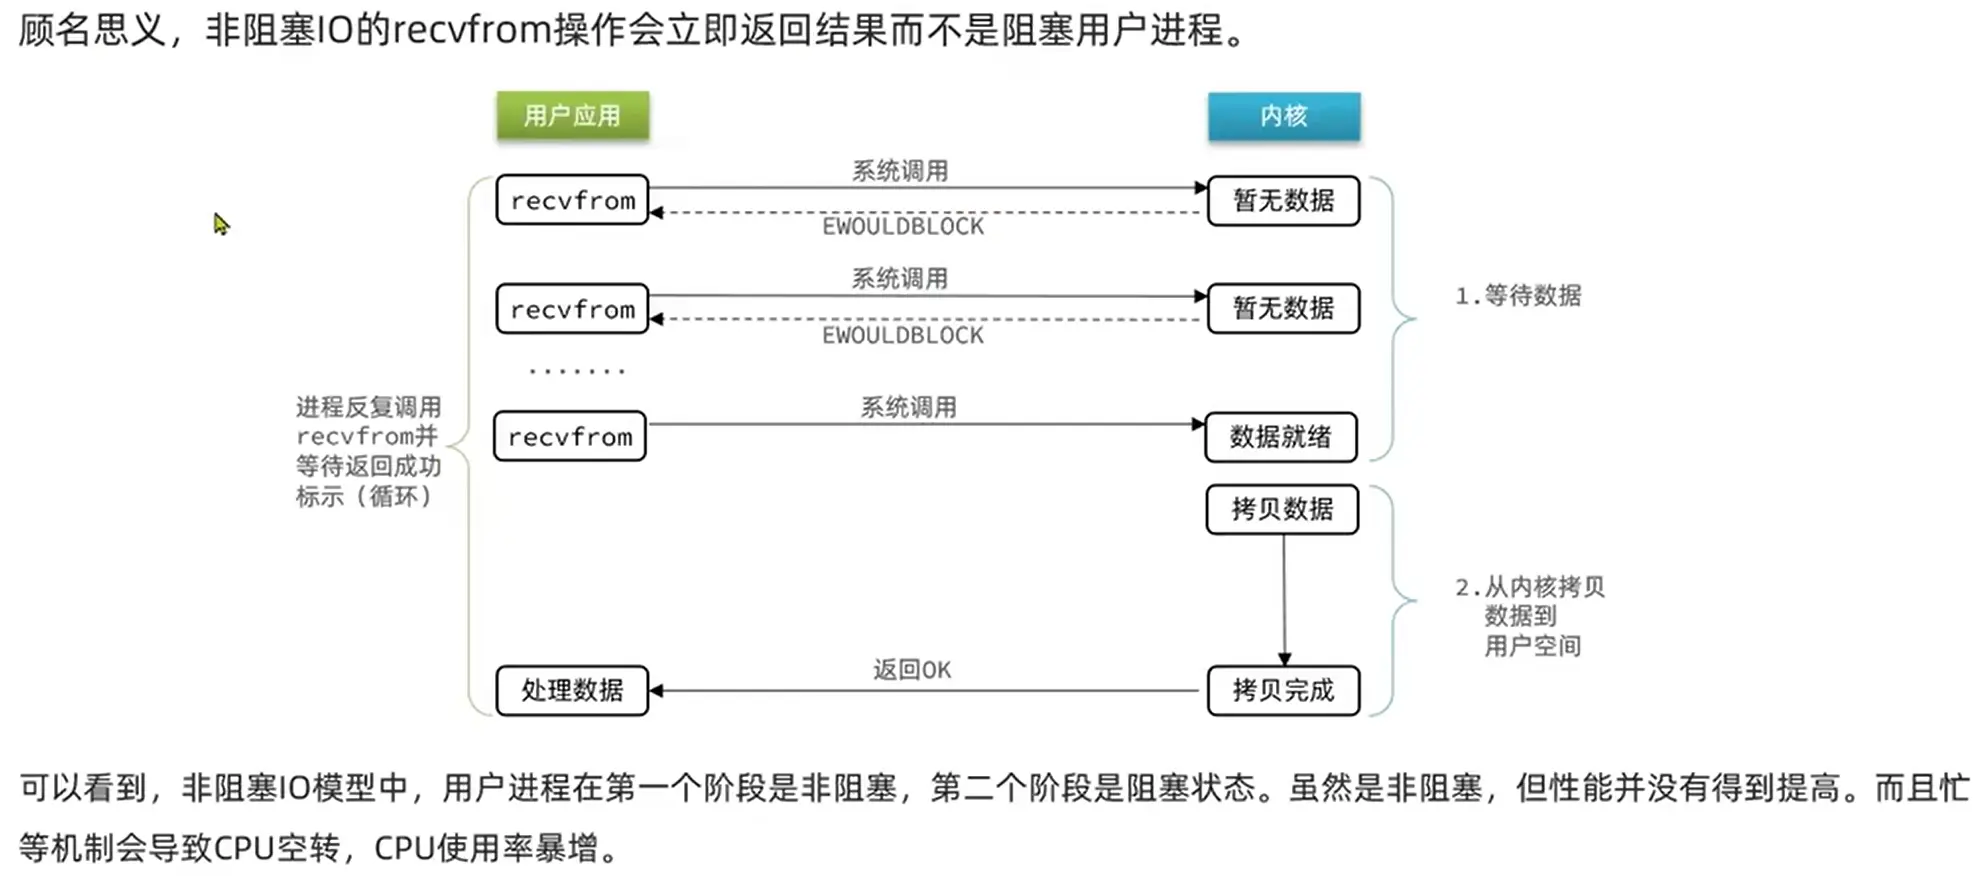 顾名思义，非阻塞IO的recvfrom操作会立即返回结果而不是阻塞用户进程。
用户应用
内核
系统调用
recvfrom
暂无数据
EWOULDBLOCK
系统调用
recvfrom
暂无数据
EWOULDBLOCK
1.等待数据
·······
系统调用
recvfrom
数据就绪
进程反复调用
recvfrom并
等待返回成功
标示（循环）
拷贝数据
2.从内核拷贝
数据到
用户空间
返回OK
处理数据
拷贝完成
可以看到，非阻塞IO模型中，用户进程在第一个阶段是非阻塞，第二个阶段是阻塞状态。虽然是非阻塞，但性能并没有得到提高。而且忙
等机制会导致CPU空转，CPU使用率暴增。